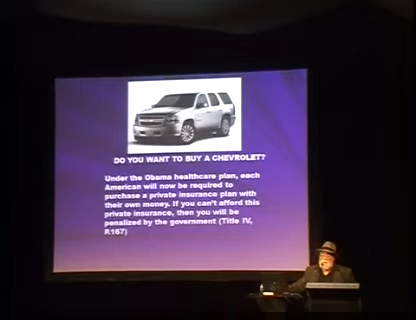 DO YOU WANT TO BUY A CHEVROLET?
Under the Obama healthcare plan, each
American will now be required to
purchase a private insurance plan with
their own money. If you can't afford this
private insurance, then you will be
penalized by the government (Title IV,
P.167)